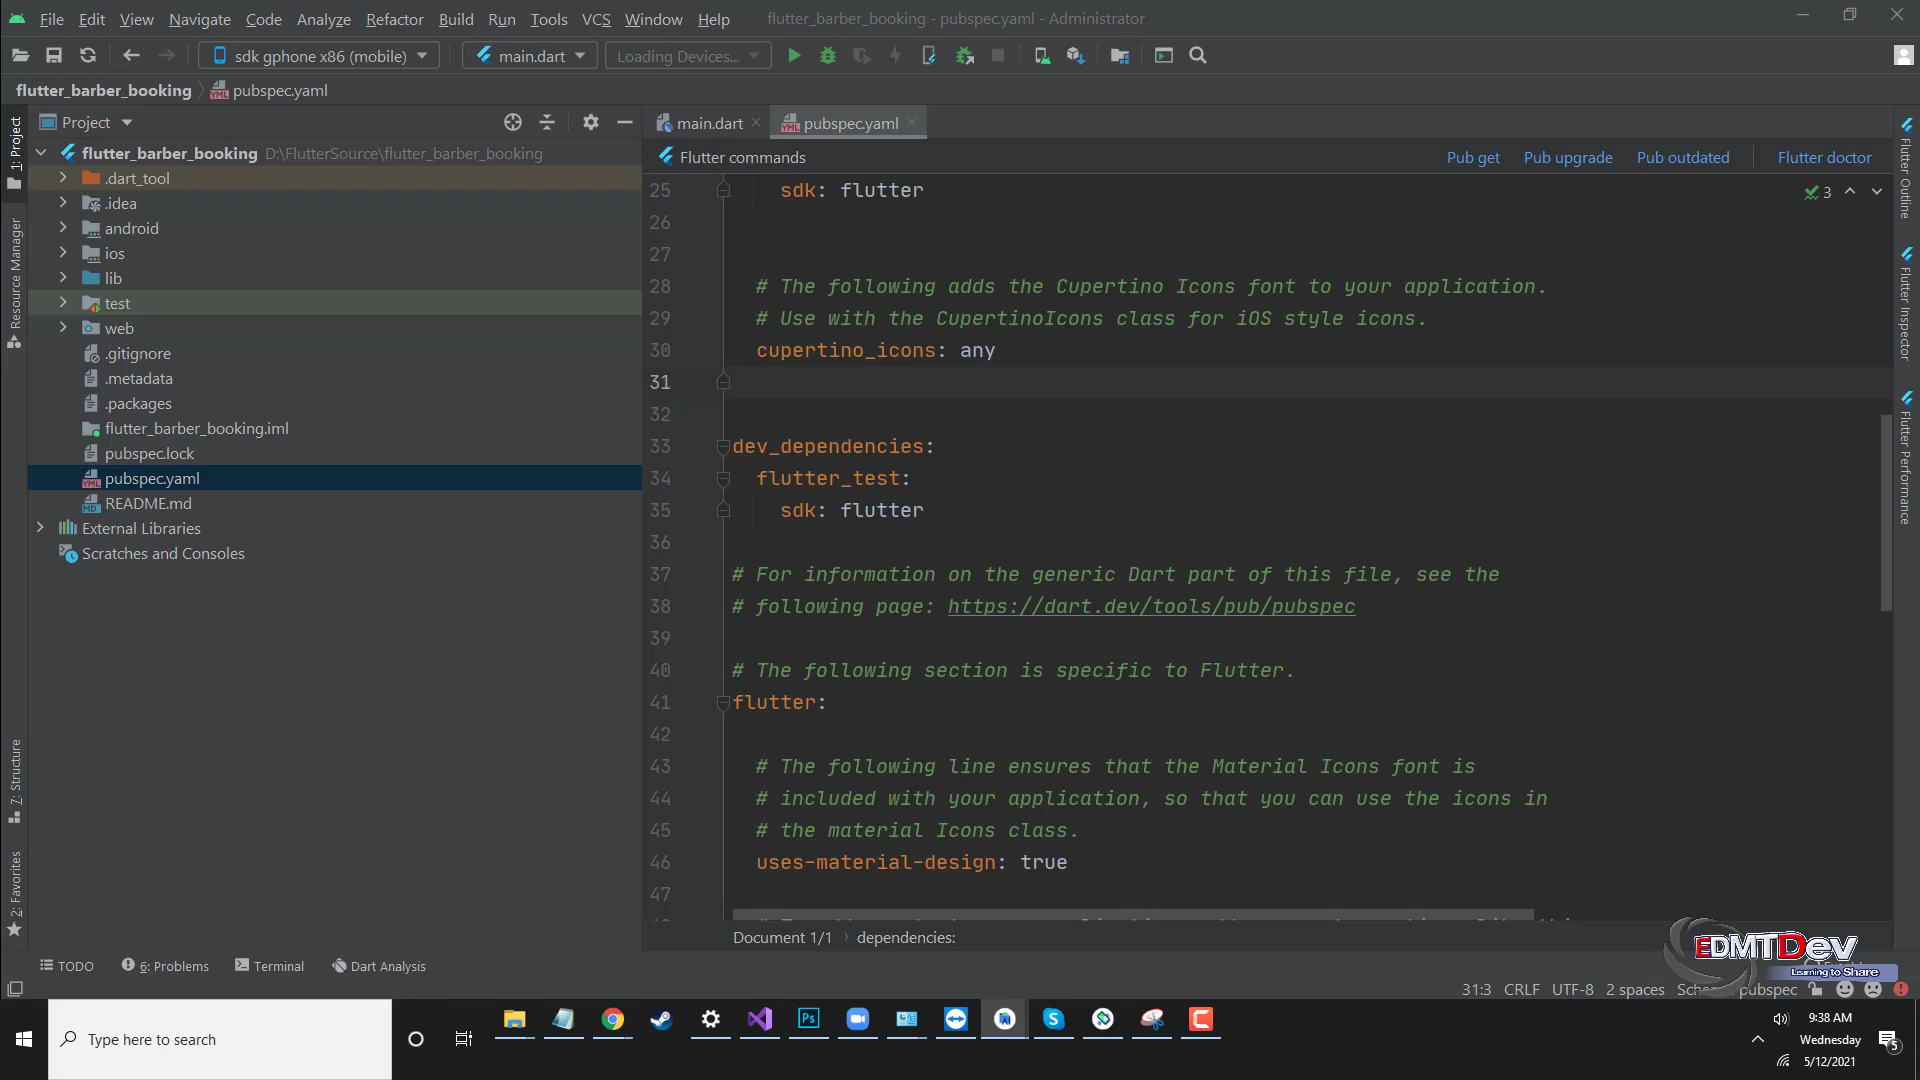 File Edit View Navigate Code Analyze Refactor Build Run Tools VCS Window Help flutter_barber_booking - pubspec.yaml - Administrator
sdk gphone x86 (mobile) main.dart Loading Devices...
flutter_barber_booking pubspec.yaml
Project
main.dart pubspec.yaml
Flutter commands Pub get Pub upgrade Pub outdated Flutter doctor
flutter_barber_booking D:\FlutterSource\flutter_barber_booking
.dart_tool
.idea
android
ios
lib
test
web
.gitignore
.metadata
.packages
flutter_barber_booking.iml
pubspec.lock
pubspec.yaml
README.md
External Libraries
Scratches and Consoles
1: Project
Resource Manager
7: Structure
2: Favorites
25 sdk: flutter
3
26
27
28 # The following adds the Cupertino Icons font to your application.
29 # Use with the CupertinoIcons class for iOS style icons.
30 cupertino_icons: any
31
32
33 dev_dependencies:
34 flutter_test:
35 sdk: flutter
36
37 # For information on the generic Dart part of this file, see the
38 # following page: https://dart.dev/tools/pub/pubspec
39
40 # The following section is specific to Flutter.
41 flutter:
42
43 # The following line ensures that the Material Icons font is
44 # included with your application, so that you can use the icons in
45 # the material Icons class.
46 uses-material-design: true
47
Flutter Outline
Flutter Inspector
Flutter Performance
Document 1/1 dependencies:
EDMTDev
Learning to Share
TODO 6: Problems Terminal Dart Analysis
31:3 CRLF UTF-8 2 spaces pubspec
Type here to search
Ps
9:38 AM
Wednesday
5/12/2021
5